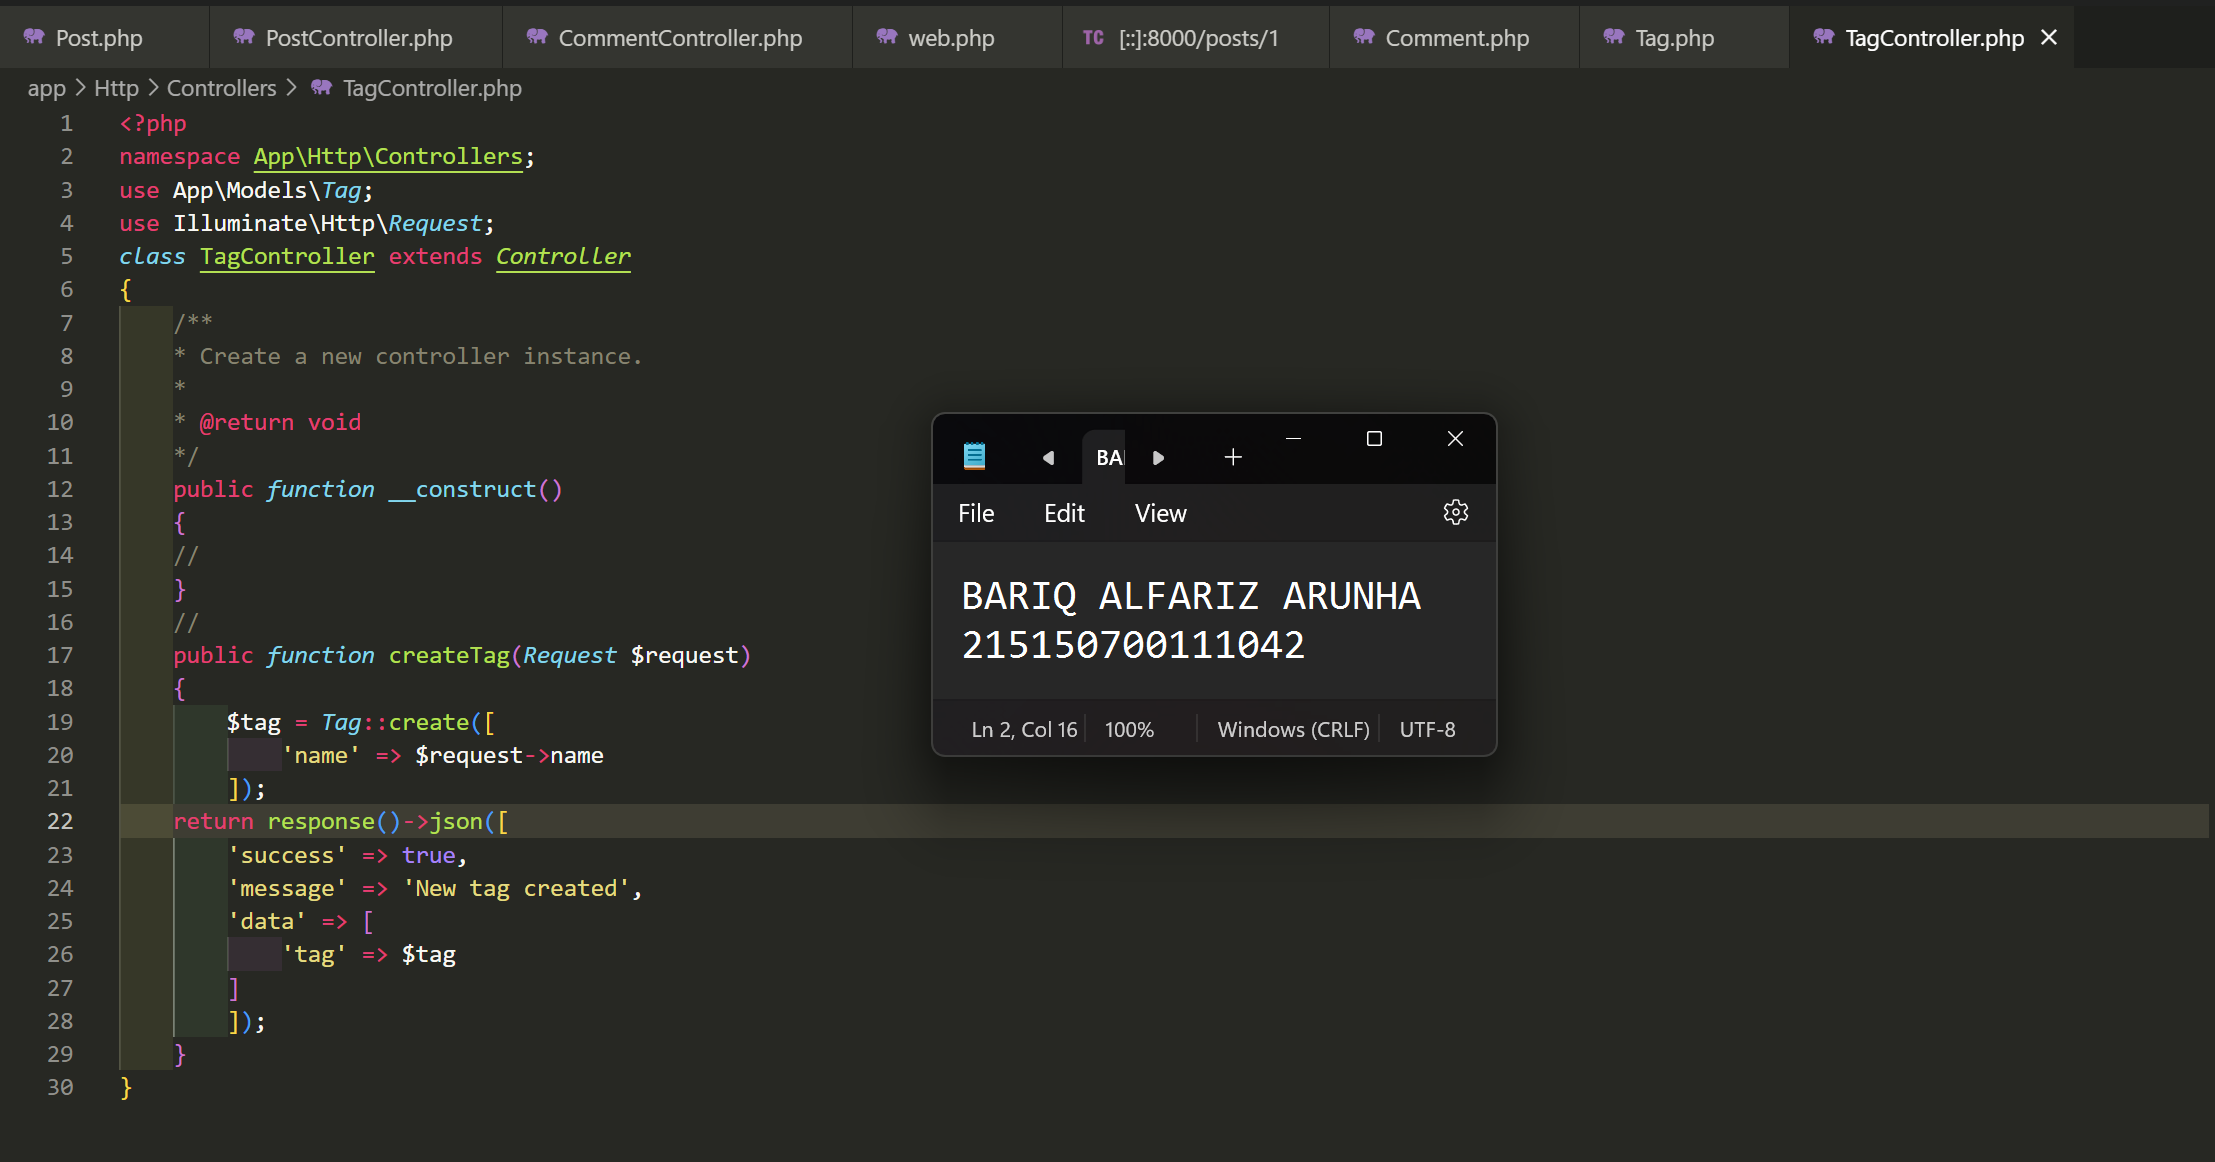 Post.php PostController.php CommentController.php web.php TC [::]:8000/posts/1 Comment.php Tag.php TagController.php
app > Http > Controllers > TagController.php
1 <?php
2 namespace App\Http\Controllers;
3 use App\Models\Tag;
4 use Illuminate\Http\Request;
5 class TagController extends Controller
6 {
7 /**
8 * Create a new controller instance.
9 *
10 * @return void
11 */
12 public function __construct()
13 {
14 //
15 }
16 //
17 public function createTag(Request $request)
18 {
19 $tag = Tag::create([
20 'name' => $request->name
21 ]);
22 return response()->json([
23 'success' => true,
24 'message' => 'New tag created',
25 'data' => [
26 'tag' => $tag
27 ]
28 ]);
29 }
30 }
BAI
File Edit View
BARIQ ALFARIZ ARUNHA
215150700111042
Ln 2, Col 16 100% Windows (CRLF) UTF-8